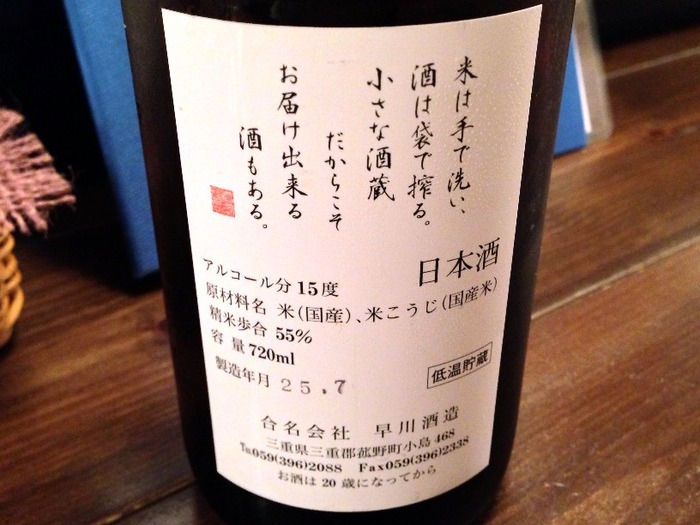 米は手で洗い、
酒は袋で搾る。
小さな酒蔵
だからこそ
お届け出来る
酒もある。
日本酒
アルコール分 15度
原材料名 米(国産)、米こうじ(国産米)
精米歩合 55%
容量 720ml
製造年月 25.7
低温貯蔵
合名会社 早川酒造
三重県三重郡菰野町小島468
Tel059(396)2088 Fax059(396)2338
お酒は20歳になってから